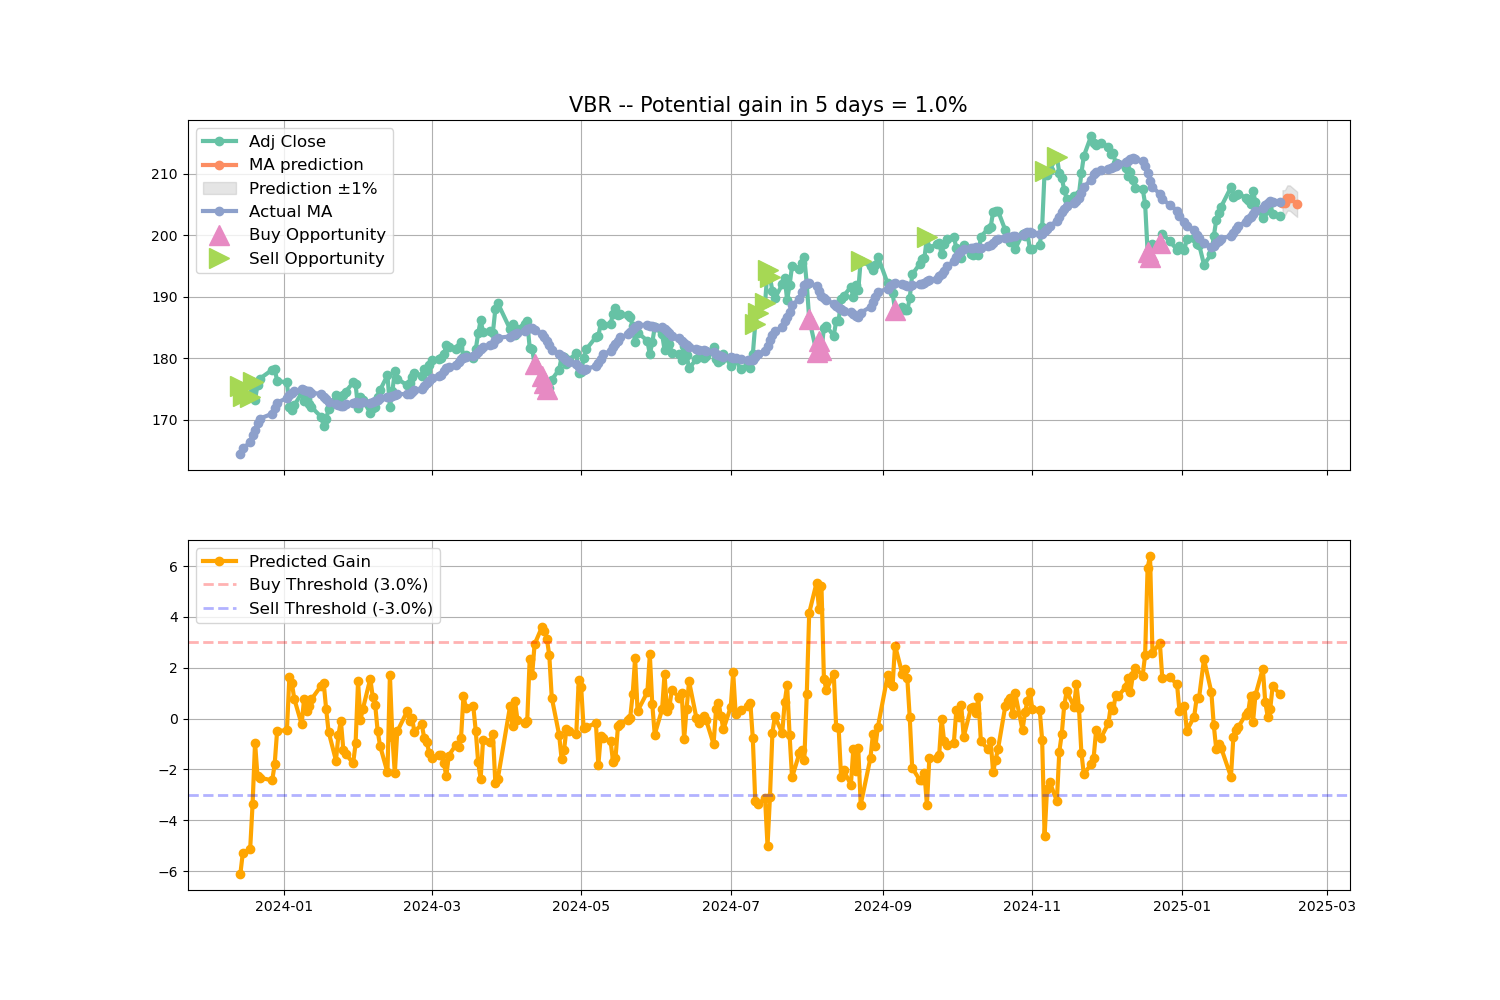 VBR -- Potential gain in 5 days = 1.0%
Adj Close
MA prediction
Prediction ±1%
Actual MA
Buy Opportunity
Sell Opportunity
210
200
190
180
170
Predicted Gain
Buy Threshold (3.0%)
Sell Threshold (-3.0%)
6
4
2
0
−2
−4
−6
2024-01 2024-03 2024-05 2024-07 2024-09 2024-11 2025-01 2025-03